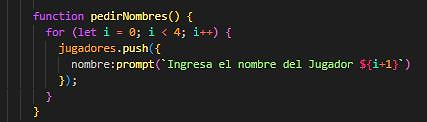 function pedirNombres() {
for (let i = 0; i < 4; i++) {
jugadores.push({
nombre:prompt(`Ingresa el nombre del Jugador ${i+1}`)
});
}
}